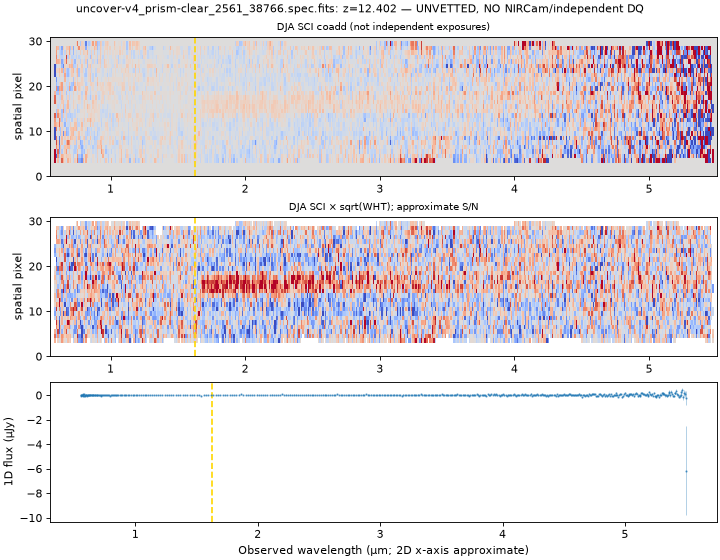 uncover-v4_prism-clear_2561_38766.spec.fits: z=12.402 — UNVETTED, NO NIRCam/independent DQ
DJA SCI coadd (not independent exposures)
spatial pixel
30
20
10
0
1 2 3 4 5
DJA SCI × sqrt(WHT); approximate S/N
spatial pixel
30
20
10
0
1 2 3 4 5
1D flux (μJy)
0
−2
−4
−6
−8
−10
1 2 3 4 5
Observed wavelength (μm; 2D x-axis approximate)